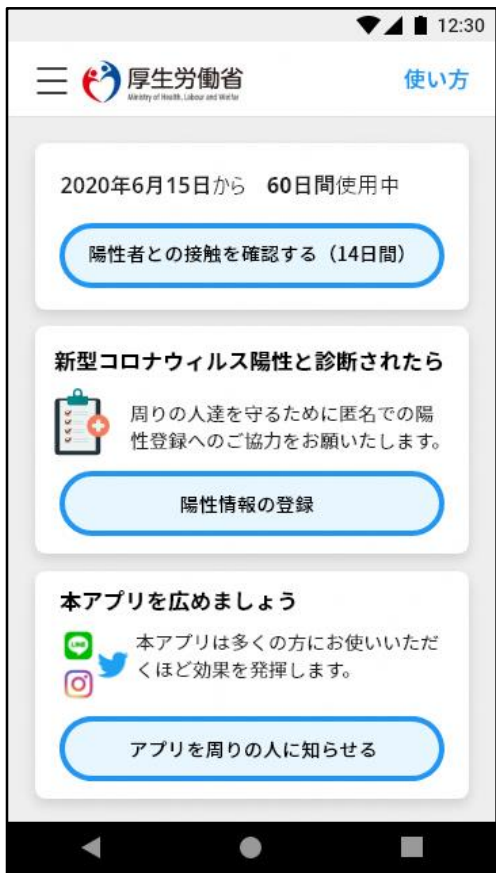 12:30
厚生労働省
Ministry of Health, Labour and Welfar
使い方
2020年6月15日から 60日間使用中
陽性者との接触を確認する（14日間）
新型コロナウィルス陽性と診断されたら
周りの人達を守るために匿名での陽
性登録へのご協力をお願いたします。
陽性情報の登録
本アプリを広めましょう
LINE
本アプリは多くの方にお使いいただ
くほど効果を発揮します。
アプリを周りの人に知らせる